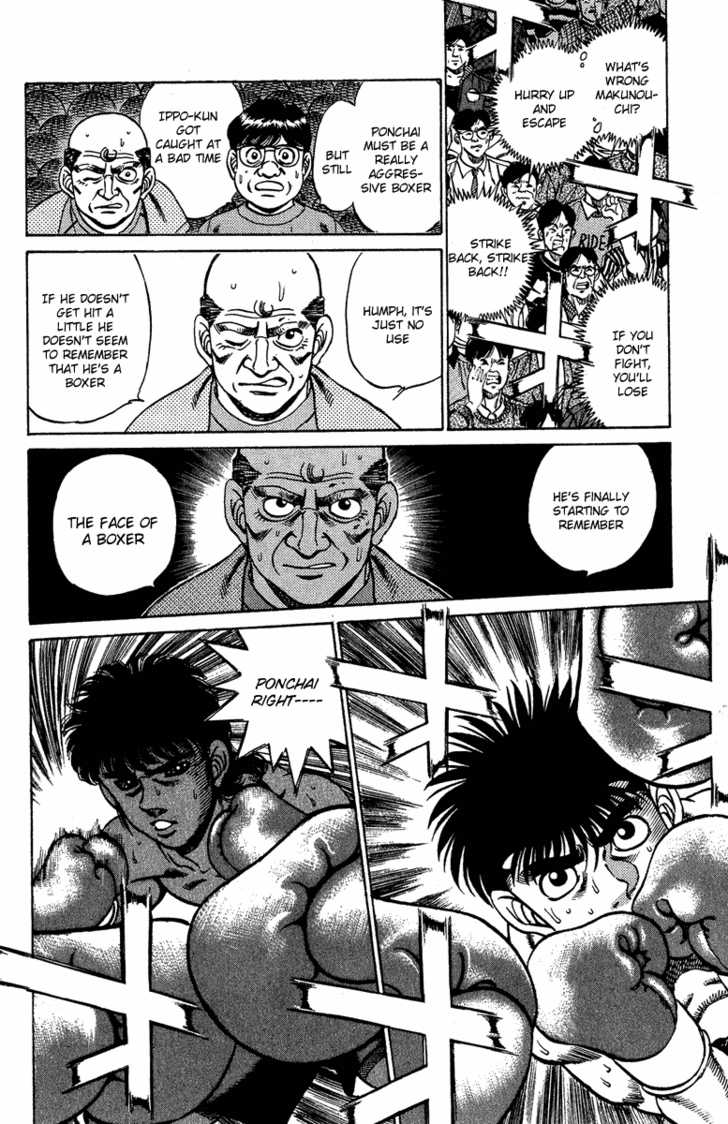 WHAT'S
WRONG
MAKUNOU-
CHI?
HURRY UP
AND
ESCAPE
STRIKE
BACK, STRIKE
BACK!!
RIDE
IF YOU
DON'T
FIGHT,
YOU'LL
LOSE
PONCHAI
MUST BE A
REALLY
AGGRES-
SIVE BOXER
BUT
STILL
IPPO-KUN
GOT
CAUGHT AT
A BAD TIME
HUMPH, IT'S
JUST NO
USE
IF HE DOESN'T
GET HIT A
LITTLE HE
DOESN'T SEEM
TO REMEMBER
THAT HE'S A
BOXER
HE'S FINALLY
STARTING TO
REMEMBER
THE FACE OF
A BOXER
PONCHAI
RIGHT----